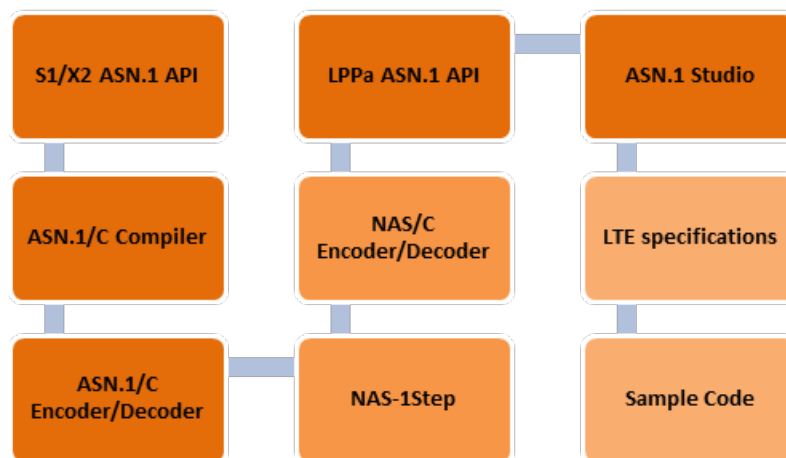 S1/X2 ASN.1 API
LPPa ASN.1 API
ASN.1 Studio
ASN.1/C Compiler
NAS/C
Encoder/Decoder
LTE specifications
ASN.1/C
Encoder/Decoder
NAS-1Step
Sample Code